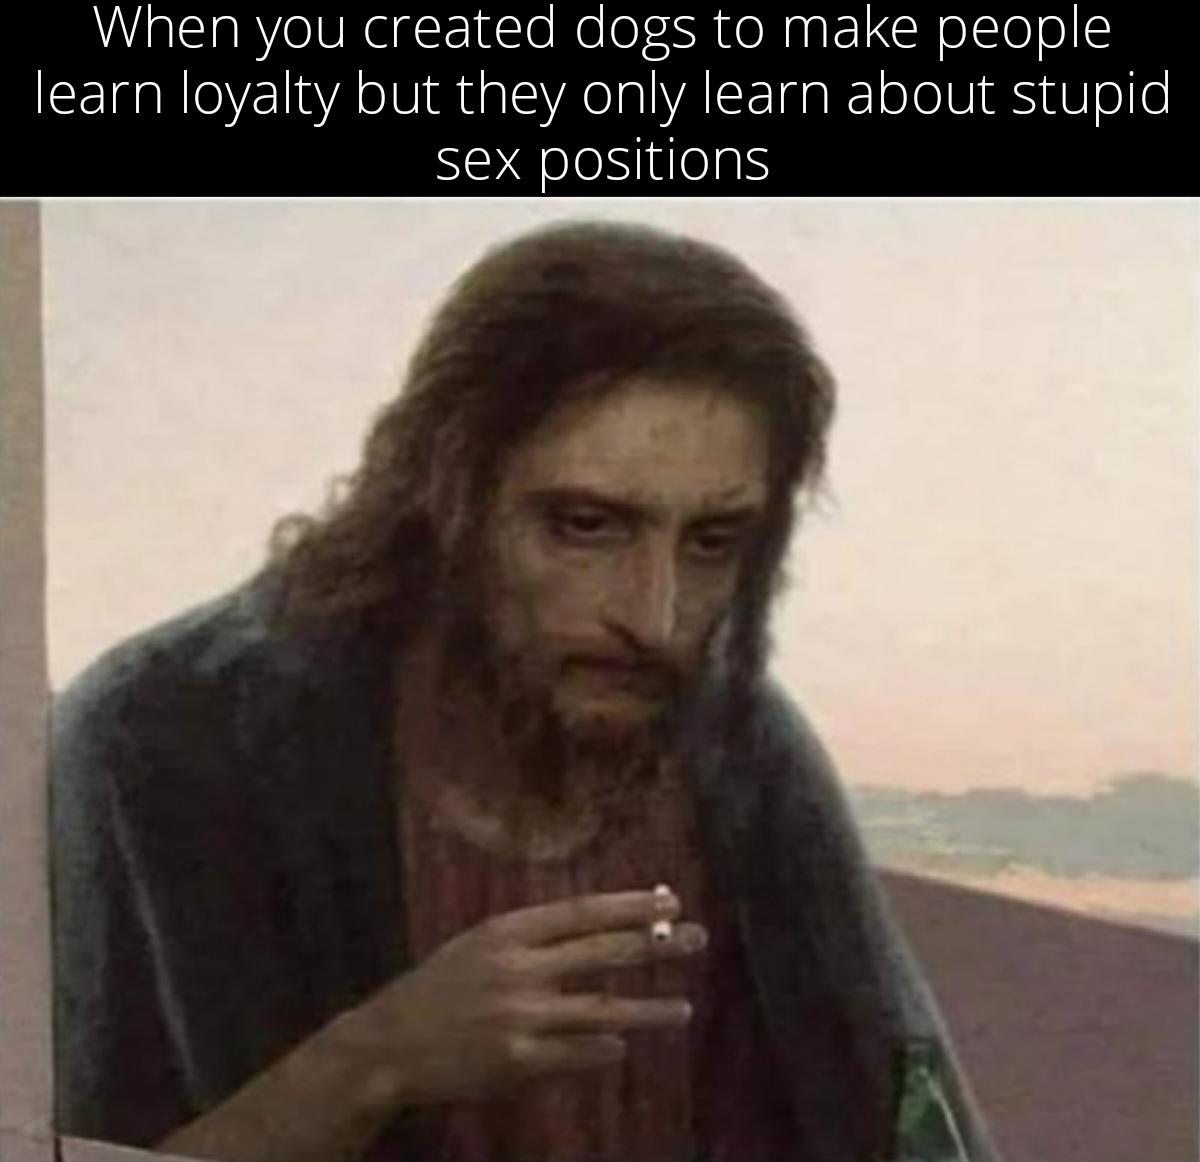 When you created dogs to make people
learn loyalty but they only learn about stupid
sex positions